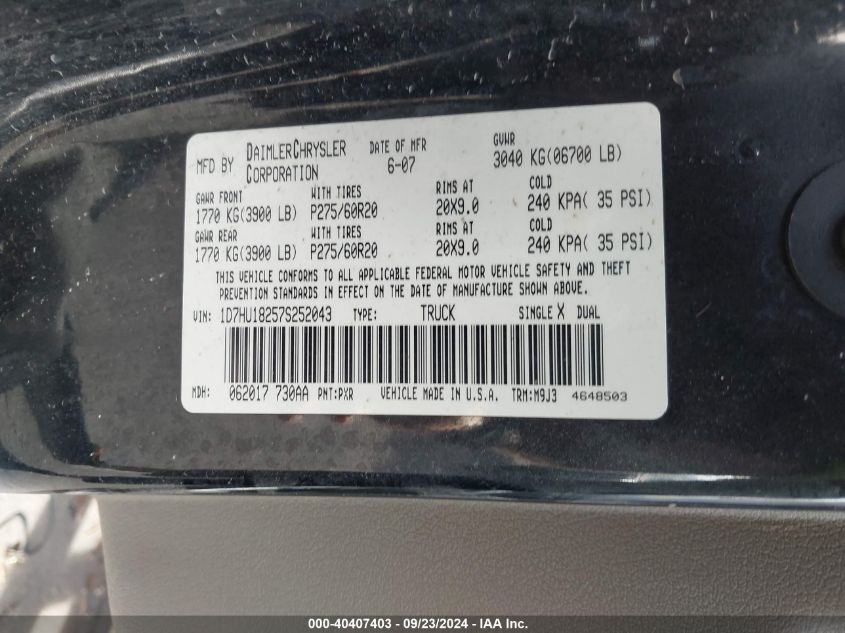 MFD BY DAIMLERCHRYSLER CORPORATION DATE OF MFR 6-07 GVWR 3040 KG(06700 LB)
GAWR FRONT WITH TIRES RIMS AT COLD
1770 KG(3900 LB) P275/60R20 20X9.0 240 KPA( 35 PSI)
GAWR REAR WITH TIRES RIMS AT COLD
1770 KG(3900 LB) P275/60R20 20X9.0 240 KPA( 35 PSI)
THIS VEHICLE CONFORMS TO ALL APPLICABLE FEDERAL MOTOR VEHICLE SAFETY AND THEFT
PREVENTION STANDARDS IN EFFECT ON THE DATE OF MANUFACTURE SHOWN ABOVE.
VIN: 1D7HU18257S252043 TYPE: TRUCK SINGLE X DUAL
MDH: 062017 730AA PNT:PXR VEHICLE MADE IN U.S.A. TRM:M9J3 4648503
000-40407403 - 09/23/2024 - IAA Inc.